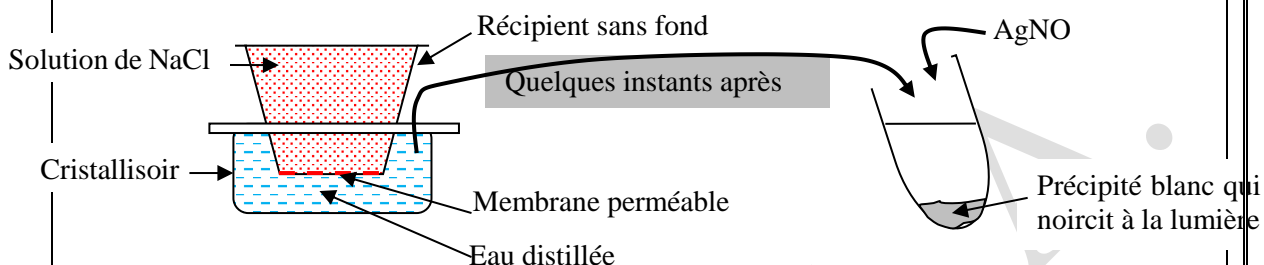 Récipient sans fond
AgNO
Solution de NaCl
Quelques instants après
Cristallisoir
Précipité blanc qui
noircit à la lumière
Membrane perméable
Eau distillée